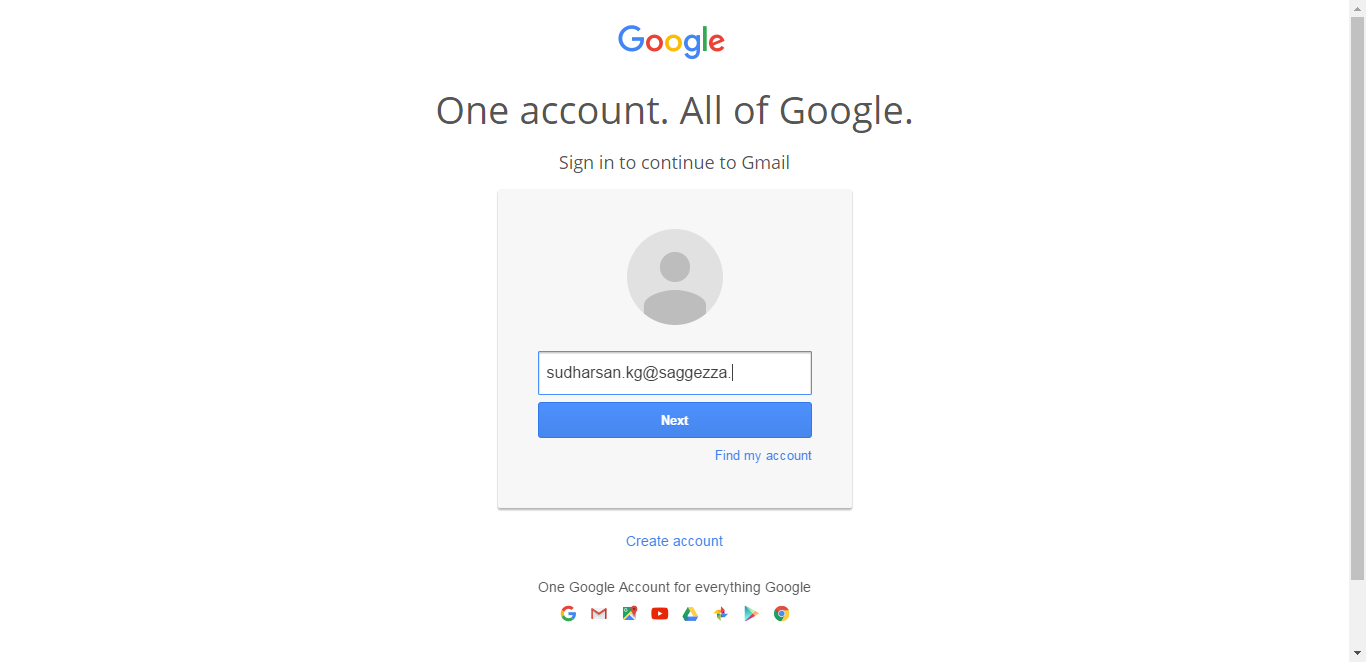 Google
One account. All of Google.
Sign in to continue to Gmail
sudharsan.kg@saggezza.
Next
Find my account
Create account
One Google Account for everything Google